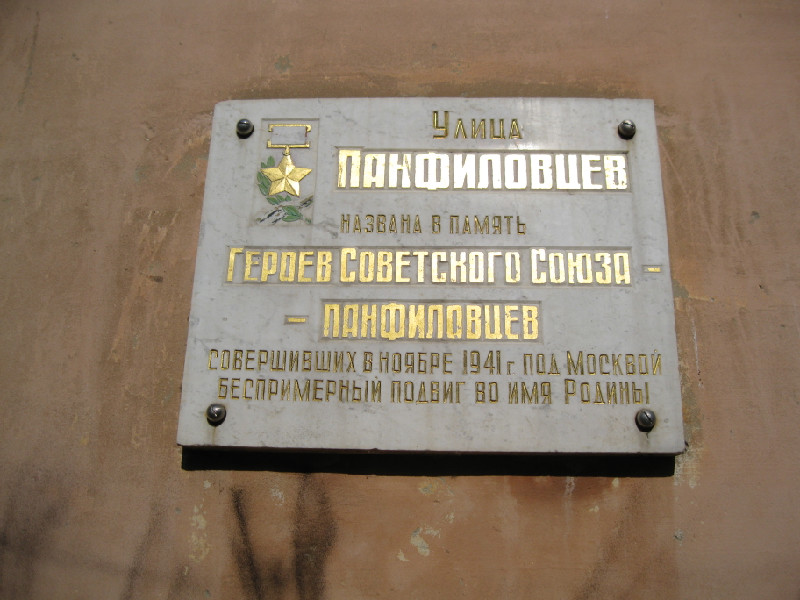 Улица
Панфиловцев
названа в память
Героев Советского Союза –
– панфиловцев
совершивших в ноябре 1941 г. под Москвой
беспримерный подвиг во имя Родины